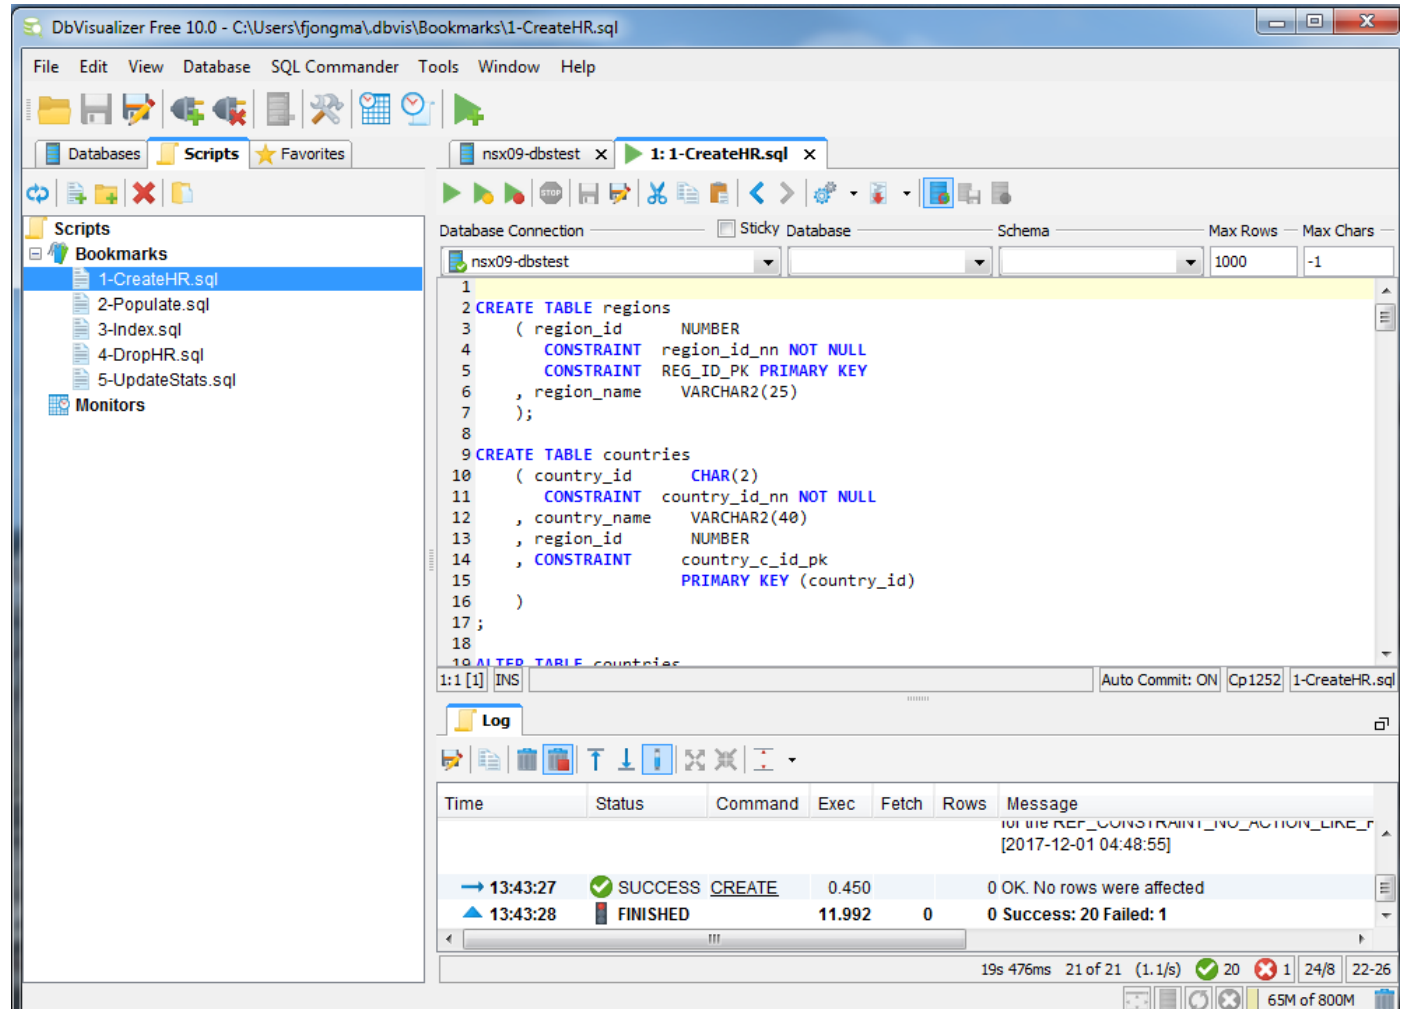 DbVisualizer Free 10.0 - C:\Users\fjongma\.dbvis\Bookmarks\1-CreateHR.sql
File Edit View Database SQL Commander Tools Window Help
Databases Scripts Favorites
nsx09-dbstest 1: 1-CreateHR.sql
STOP
Scripts
Bookmarks
1-CreateHR.sql
2-Populate.sql
3-Index.sql
4-DropHR.sql
5-UpdateStats.sql
Monitors
Database Connection Sticky Database Schema Max Rows Max Chars
nsx09-dbstest 1000 -1
1
2 CREATE TABLE regions
3 ( region_id NUMBER
4 CONSTRAINT region_id_nn NOT NULL
5 CONSTRAINT REG_ID_PK PRIMARY KEY
6 , region_name VARCHAR2(25)
7 );
8
9 CREATE TABLE countries
10 ( country_id CHAR(2)
11 CONSTRAINT country_id_nn NOT NULL
12 , country_name VARCHAR2(40)
13 , region_id NUMBER
14 , CONSTRAINT country_c_id_pk
15 PRIMARY KEY (country_id)
16 )
17 ;
18
19 ALTER TABLE countries
1:1 [1] INS Auto Commit: ON Cp1252 1-CreateHR.sql
Log
Time Status Command Exec Fetch Rows Message
for the REF_CONSTRAINT_NO_ACTION_LIKE_
[2017-12-01 04:48:55]
13:43:27 SUCCESS CREATE 0.450 0 OK. No rows were affected
13:43:28 FINISHED 11.992 0 0 Success: 20 Failed: 1
19s 476ms 21 of 21 (1.1/s) 20 1 24/8 22-26
65M of 800M